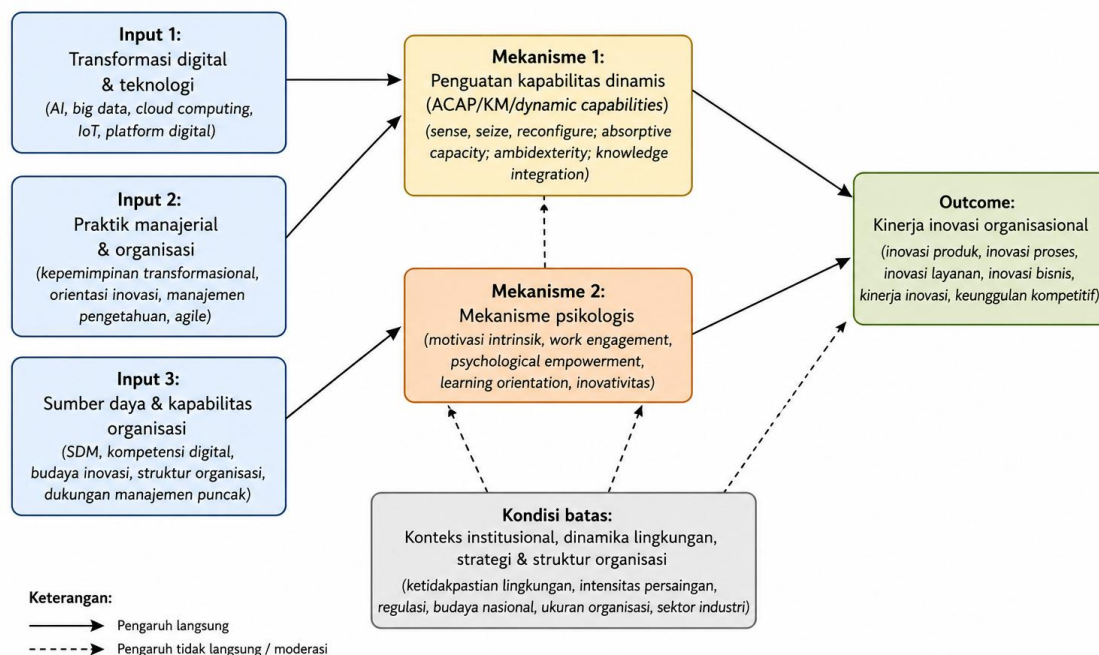 Input 1:
Transformasi digital
& teknologi
(AI, big data, cloud computing,
IoT, platform digital)
Input 2:
Praktik manajerial
& organisasi
(kepemimpinan transformasional,
orientasi inovasi, manajemen
pengetahuan, agile)
Input 3:
Sumber daya & kapabilitas
organisasi
(SDM, kompetensi digital,
budaya inovasi, struktur organisasi,
dukungan manajemen puncak)
Mekanisme 1:
Penguatan kapabilitas dinamis
(ACAP/KM/dynamic capabilities)
(sense, seize, reconfigure; absorptive
capacity; ambidexterity; knowledge
integration)
Mekanisme 2:
Mekanisme psikologis
(motivasi intrinsik, work engagement,
psychological empowerment,
learning orientation, inovativitas)
Outcome:
Kinerja inovasi organisasional
(inovasi produk, inovasi proses,
inovasi layanan, inovasi bisnis,
kinerja inovasi, keunggulan kompetitif)
Kondisi batas:
Konteks institusional, dinamika lingkungan,
strategi & struktur organisasi
(ketidakpastian lingkungan, intensitas persaingan,
regulasi, budaya nasional, ukuran organisasi, sektor industri)
Keterangan:
Pengaruh langsung
Pengaruh tidak langsung / moderasi